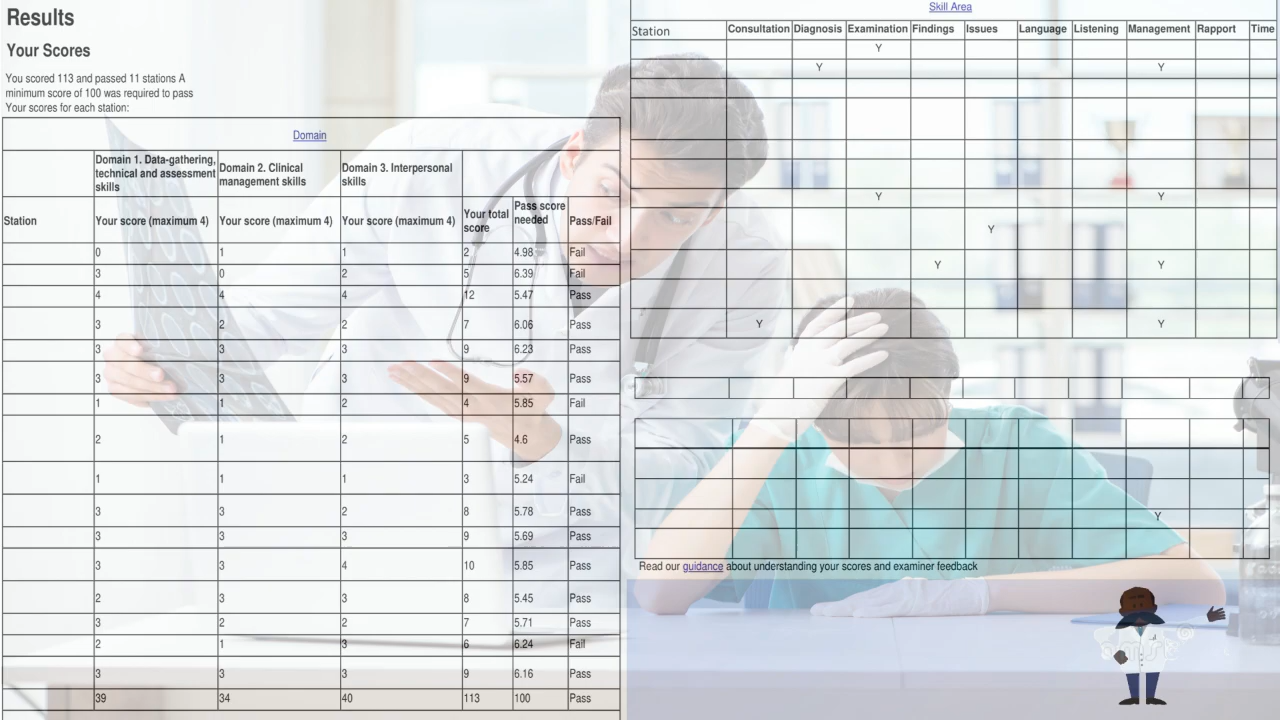 Results
Your Scores
You scored 113 and passed 11 stations A
minimum score of 100 was required to pass
Your scores for each station:
Domain
Domain 1. Data-gathering, technical and assessment skills Domain 2. Clinical management skills Domain 3. Interpersonal skills
Station Your score (maximum 4) Your score (maximum 4) Your score (maximum 4) Your total score Pass score needed Pass/Fail
0 1 1 2 4.98 Fail
3 0 2 5 6.39 Fail
4 4 4 12 5.47 Pass
3 2 2 7 6.06 Pass
3 3 3 9 6.23 Pass
3 3 3 9 5.57 Pass
1 1 2 4 5.85 Fail
2 1 2 5 4.6 Pass
1 1 1 3 5.24 Fail
3 3 2 8 5.78 Pass
3 3 3 9 5.69 Pass
3 3 4 10 5.85 Pass
2 3 3 8 5.45 Pass
3 2 2 7 5.71 Pass
2 1 3 6 6.24 Fail
3 3 3 9 6.16 Pass
39 34 40 113 100 Pass
Skill Area
Station Consultation Diagnosis Examination Findings Issues Language Listening Management Rapport Time
Y
Y Y
Y Y
Y
Y Y
Y Y
Y
Read our guidance about understanding your scores and examiner feedback